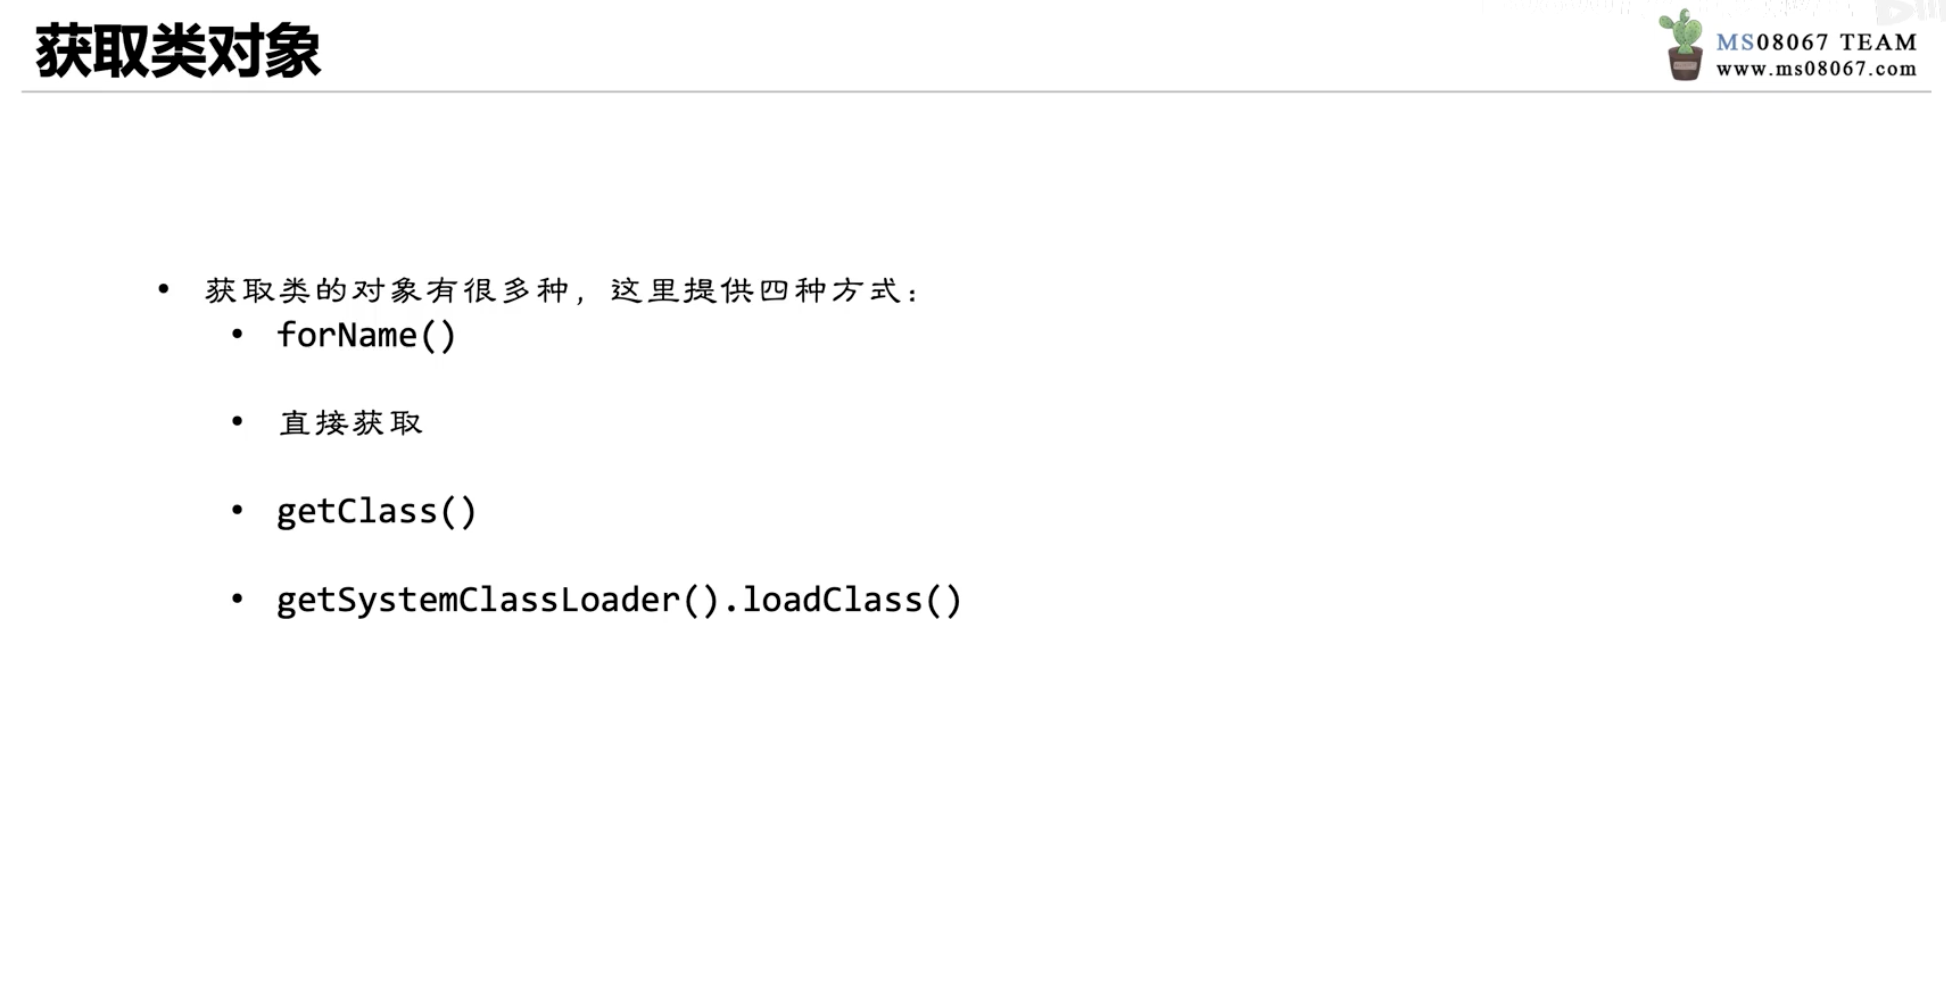 获取类对象
MS08067 TEAM
www.ms08067.com
• 获取类的对象有很多种，这里提供四种方式：
• forName()
• 直接获取
• getClass()
• getSystemClassLoader().loadClass()